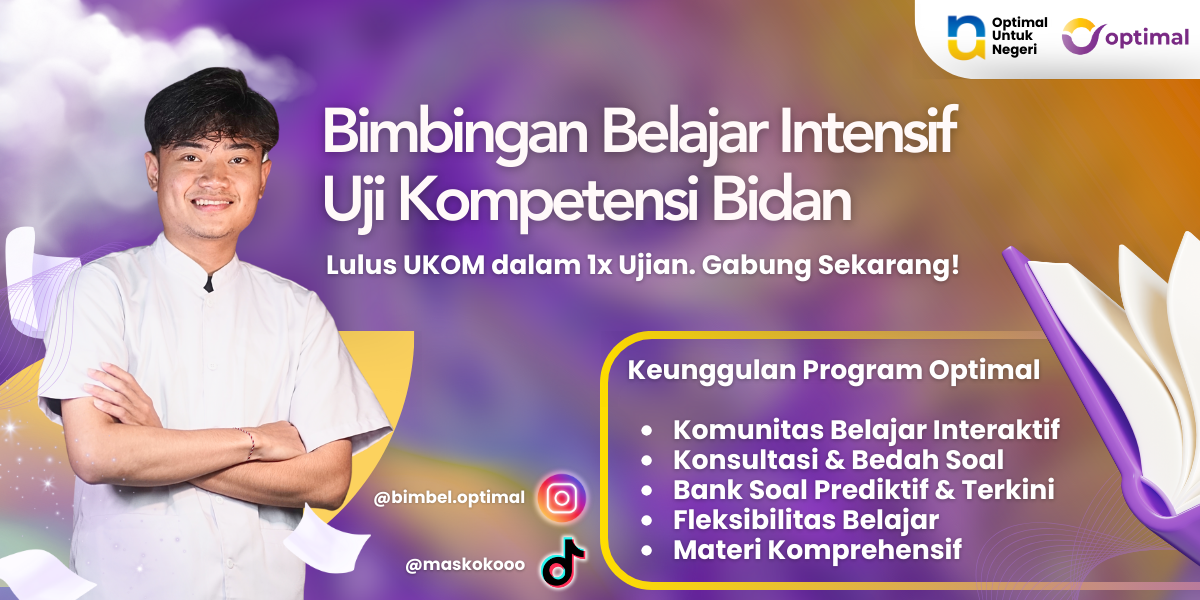 Optimal
Untuk
Negeri
optimal
Bimbingan Belajar Intensif
Uji Kompetensi Bidan
Lulus UKOM dalam 1x Ujian. Gabung Sekarang!
Keunggulan Program Optimal
• Komunitas Belajar Interaktif
• Konsultasi & Bedah Soal
• Bank Soal Prediktif & Terkini
• Fleksibilitas Belajar
• Materi Komprehensif
@bimbel.optimal
@maskokooo